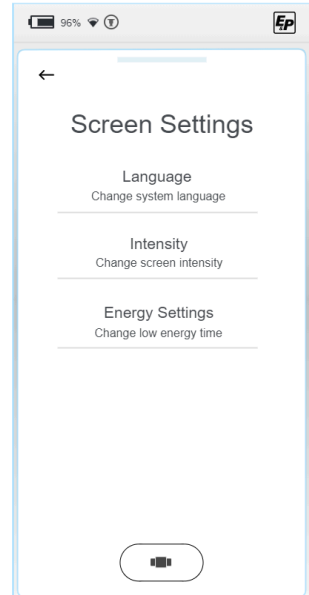 96%
EP
Screen Settings
Language
Change system language
Intensity
Change screen intensity
Energy Settings
Change low energy time